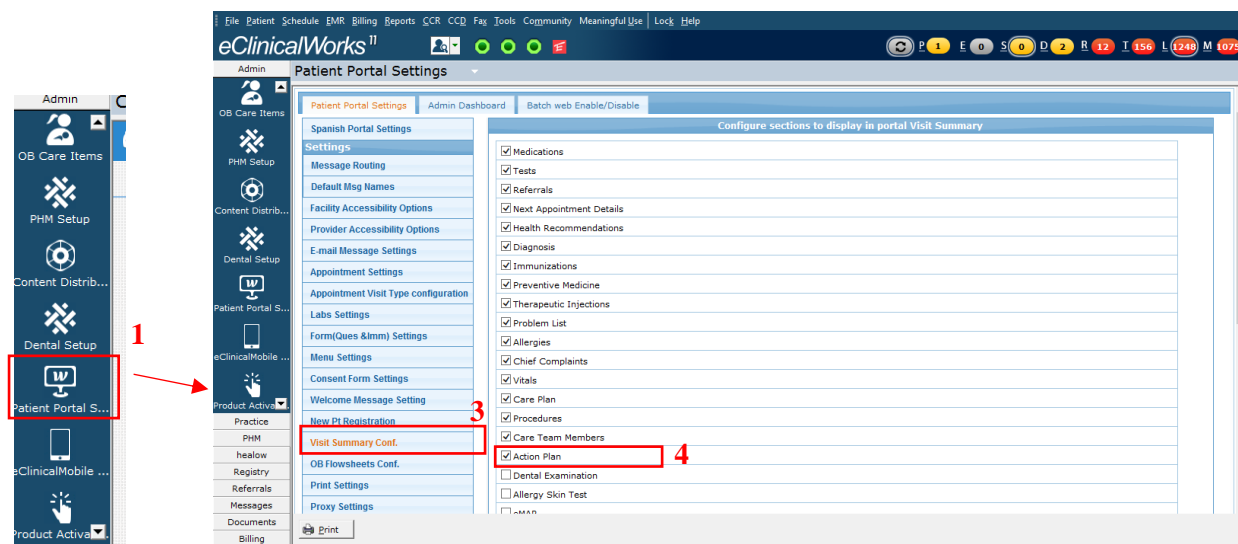 Admin
OB Care Items
PHM Setup
Content Distrib...
Dental Setup
Patient Portal S...
eClinicalMobile ...
Product Activa
1
File Patient Schedule EMR Billing Reports CCR CCD Fax Tools Community Meaningful Use Lock Help
eClinicalWorks 11
P 1 E 0 S 0 D 2 R 12 I 156 L 1248 M 1075
Admin
Patient Portal Settings
OB Care Items
PHM Setup
Content Distrib...
Dental Setup
Patient Portal S...
eClinicalMobile ...
Product Activa
Practice
PHM
healow
Registry
Referrals
Messages
Documents
Billing
Patient Portal Settings Admin Dashboard Batch web Enable/Disable
Spanish Portal Settings
Settings
Message Routing
Default Msg Names
Facility Accessibility Options
Provider Accessibility Options
E-mail Message Settings
Appointment Settings
Appointment Visit Type configuration
Labs Settings
Form(Ques &Imm) Settings
Menu Settings
Consent Form Settings
Welcome Message Setting
New Pt Registration
3
Visit Summary Conf.
OB Flowsheets Conf.
Print Settings
Proxy Settings
Configure sections to display in portal Visit Summary
Medications
Tests
Referrals
Next Appointment Details
Health Recommendations
Diagnosis
Immunizations
Preventive Medicine
Therapeutic Injections
Problem List
Allergies
Chief Complaints
Vitals
Care Plan
Procedures
Care Team Members
Action Plan
4
Dental Examination
Allergy Skin Test
Print